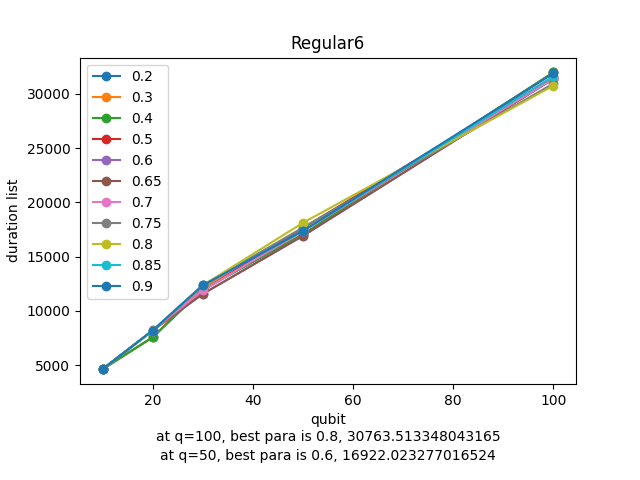 Regular6
0.2
0.3
0.4
0.5
0.6
0.65
0.7
0.75
0.8
0.85
0.9
30000
25000
20000
15000
10000
5000
duration list
20 40 60 80 100
qubit
at q=100, best para is 0.8, 30763.513348043165
at q=50, best para is 0.6, 16922.023277016524